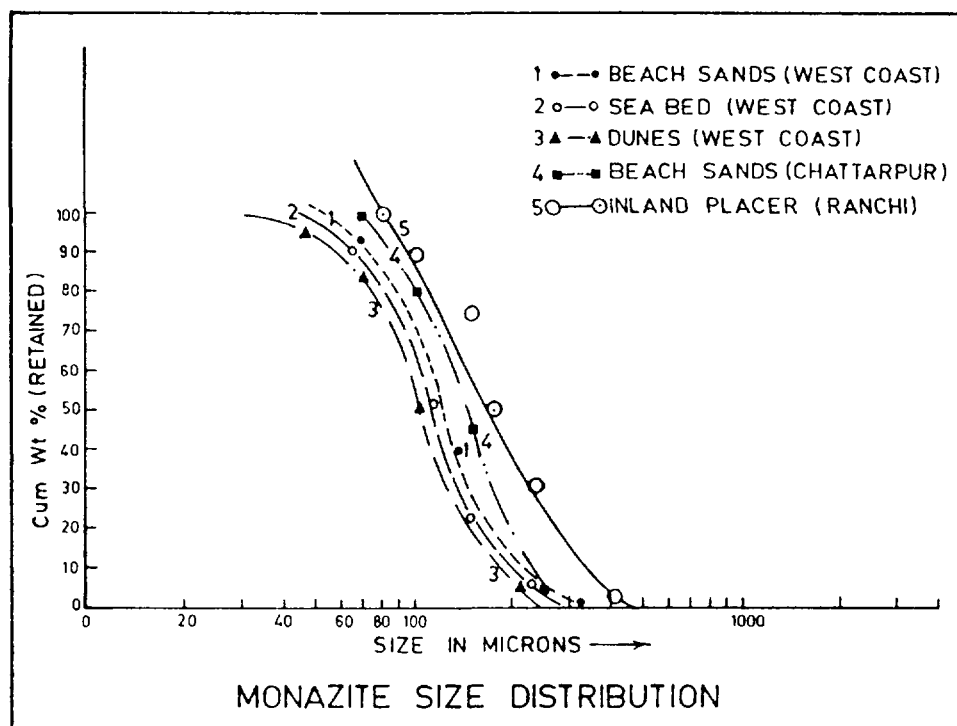 1 BEACH SANDS (WEST COAST)
2 SEA BED (WEST COAST)
3 DUNES (WEST COAST)
4 BEACH SANDS (CHATTARPUR)
5 INLAND PLACER (RANCHI)
Cum Wt % (RETAINED)
100
90
80
70
60
50
40
30
20
10
0
2
1
5
4
3
4
1
3
0 20 40 60 80 100 1000
SIZE IN MICRONS
MONAZITE SIZE DISTRIBUTION